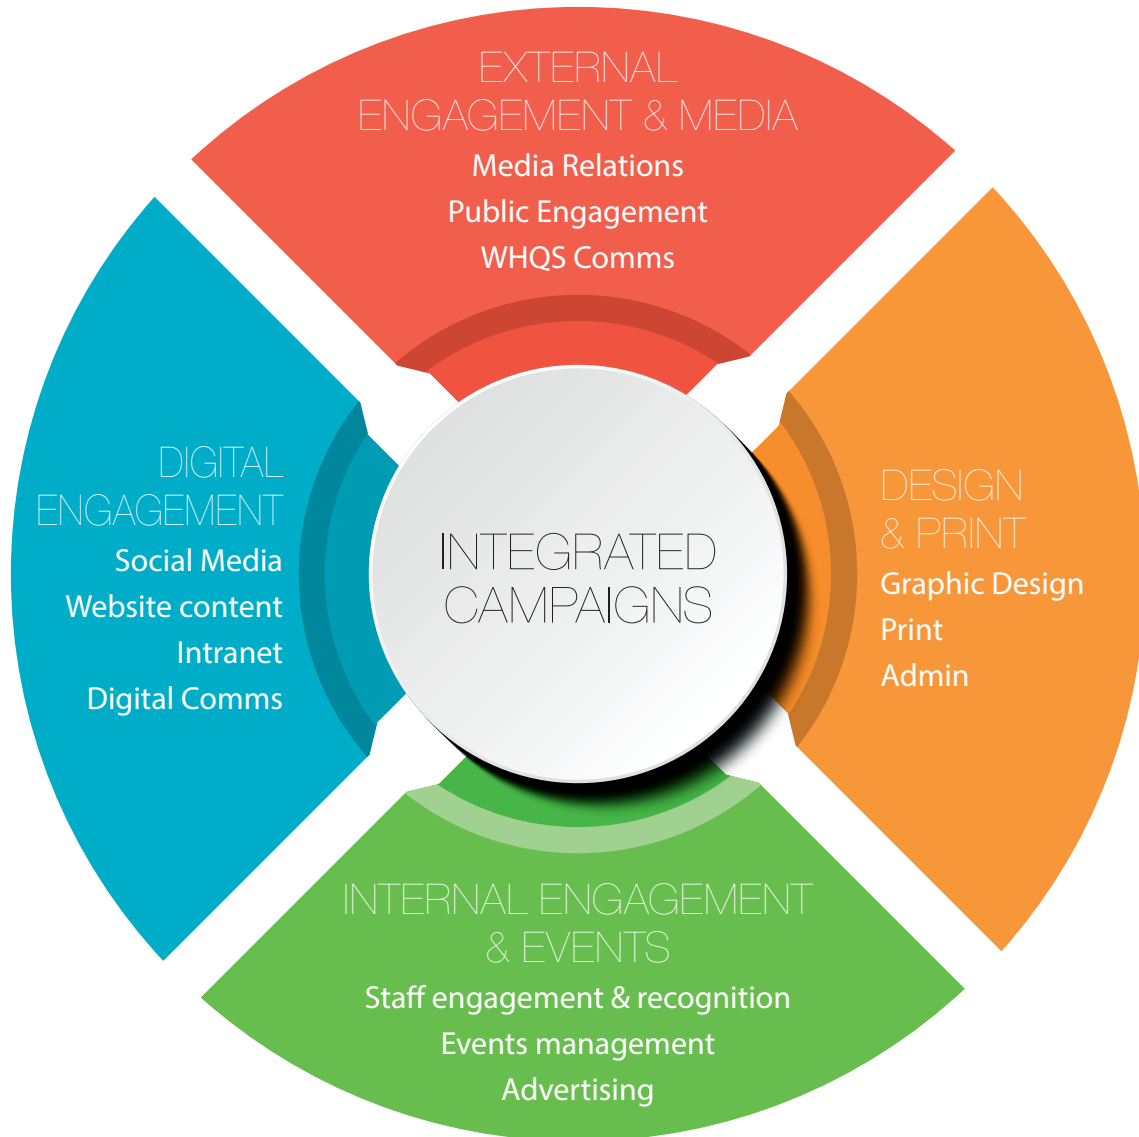 EXTERNAL
ENGAGEMENT & MEDIA
Media Relations
Public Engagement
WHQS Comms
DIGITAL
ENGAGEMENT
Social Media
Website content
Intranet
Digital Comms
INTEGRATED
CAMPAIGNS
DESIGN
& PRINT
Graphic Design
Print
Admin
INTERNAL ENGAGEMENT
& EVENTS
Staff engagement & recognition
Events management
Advertising